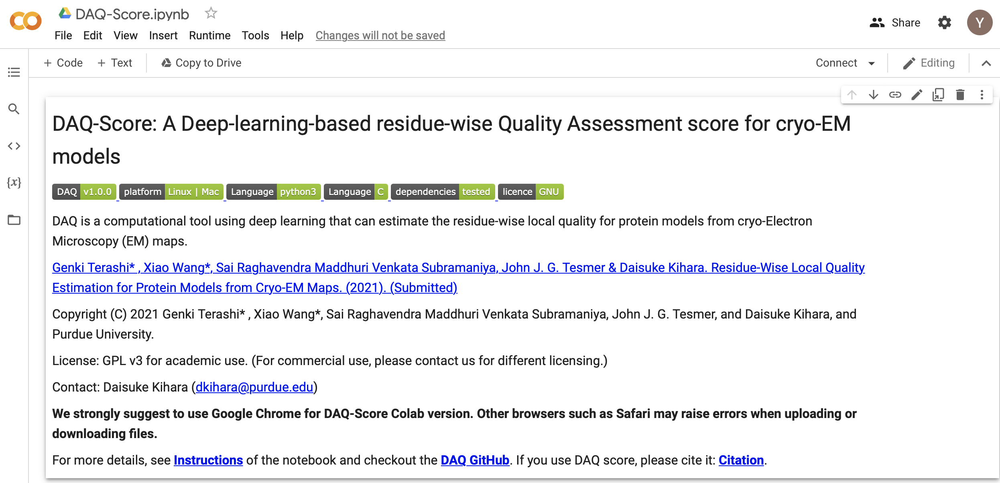 DAQ-Score.ipynb
File Edit View Insert Runtime Tools Help Changes will not be saved
Share
Y
+ Code + Text Copy to Drive
Connect Editing
{x}
DAQ-Score: A Deep-learning-based residue-wise Quality Assessment score for cryo-EM
models
DAQ v1.0.0 platform Linux | Mac Language python3 Language C dependencies tested licence GNU
DAQ is a computational tool using deep learning that can estimate the residue-wise local quality for protein models from cryo-Electron
Microscopy (EM) maps.
Genki Terashi* , Xiao Wang*, Sai Raghavendra Maddhuri Venkata Subramaniya, John J. G. Tesmer & Daisuke Kihara. Residue-Wise Local Quality
Estimation for Protein Models from Cryo-EM Maps. (2021). (Submitted)
Copyright (C) 2021 Genki Terashi* , Xiao Wang*, Sai Raghavendra Maddhuri Venkata Subramaniya, John J. G. Tesmer, and Daisuke Kihara, and
Purdue University.
License: GPL v3 for academic use. (For commercial use, please contact us for different licensing.)
Contact: Daisuke Kihara (dkihara@purdue.edu)
We strongly suggest to use Google Chrome for DAQ-Score Colab version. Other browsers such as Safari may raise errors when uploading or
downloading files.
For more details, see Instructions of the notebook and checkout the DAQ GitHub. If you use DAQ score, please cite it: Citation.